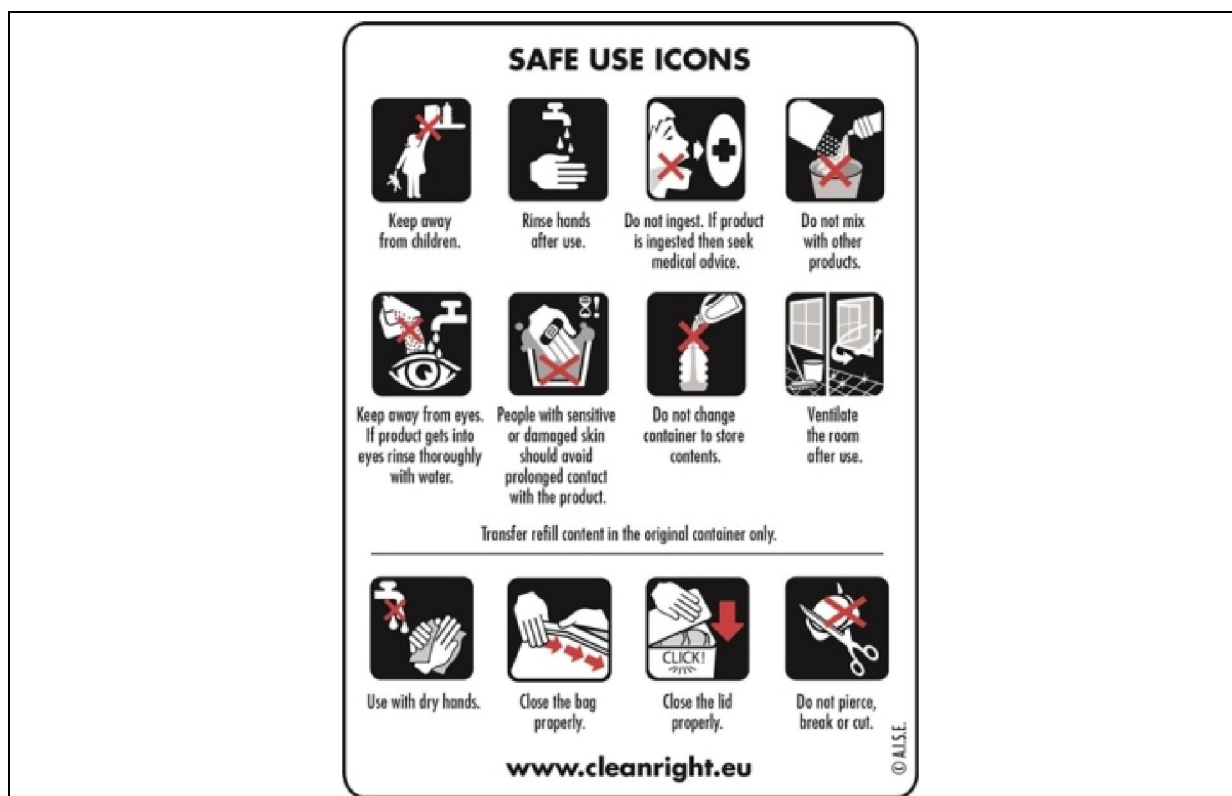 SAFE USE ICONS
Keep away
from children.
Rinse hands
after use.
Do not ingest. If product
is ingested then seek
medical advice.
Do not mix
with other
products.
Keep away from eyes.
If product gets into
eyes rinse thoroughly
with water.
People with sensitive
or damaged skin
should avoid
prolonged contact
with the product.
Do not change
container to store
contents.
Ventilate
the room
after use.
Transfer refill content in the original container only.
Use with dry hands.
Close the bag
properly.
CLICK!
Close the lid
properly.
Do not pierce,
break or cut.
© A.I.S.E.
www.cleanright.eu